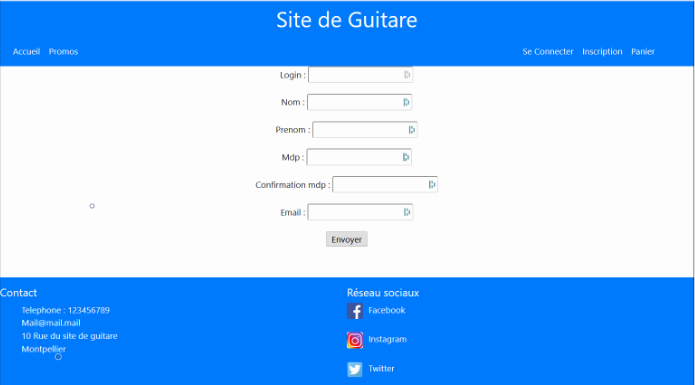 Site de Guitare
Accueil Promos Se Connecter Inscription Panier
Login :
Nom :
Prenom :
Mdp :
Confirmation mdp :
Email :
Envoyer
Contact
Telephone : 123456789
Mail@mail.mail
10 Rue du site de guitare
Montpellier
Réseau sociaux
Facebook
Instagram
Twitter